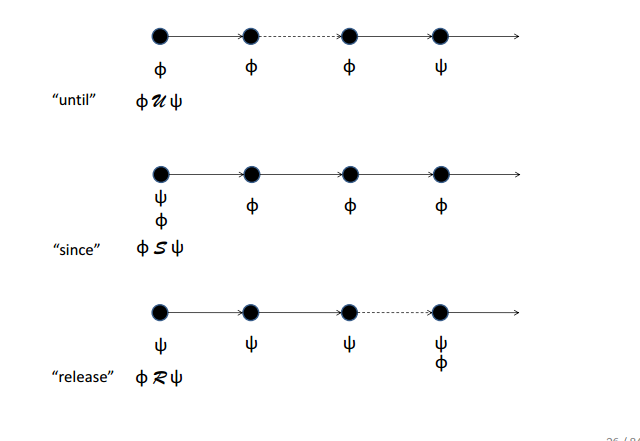 ϕ ϕ ϕ ψ
“until” ϕ 𝓤 ψ
ψ ϕ ϕ ϕ
ϕ
“since” ϕ 𝓢 ψ
ψ ψ ψ ψ
ϕ
“release” ϕ 𝓡 ψ